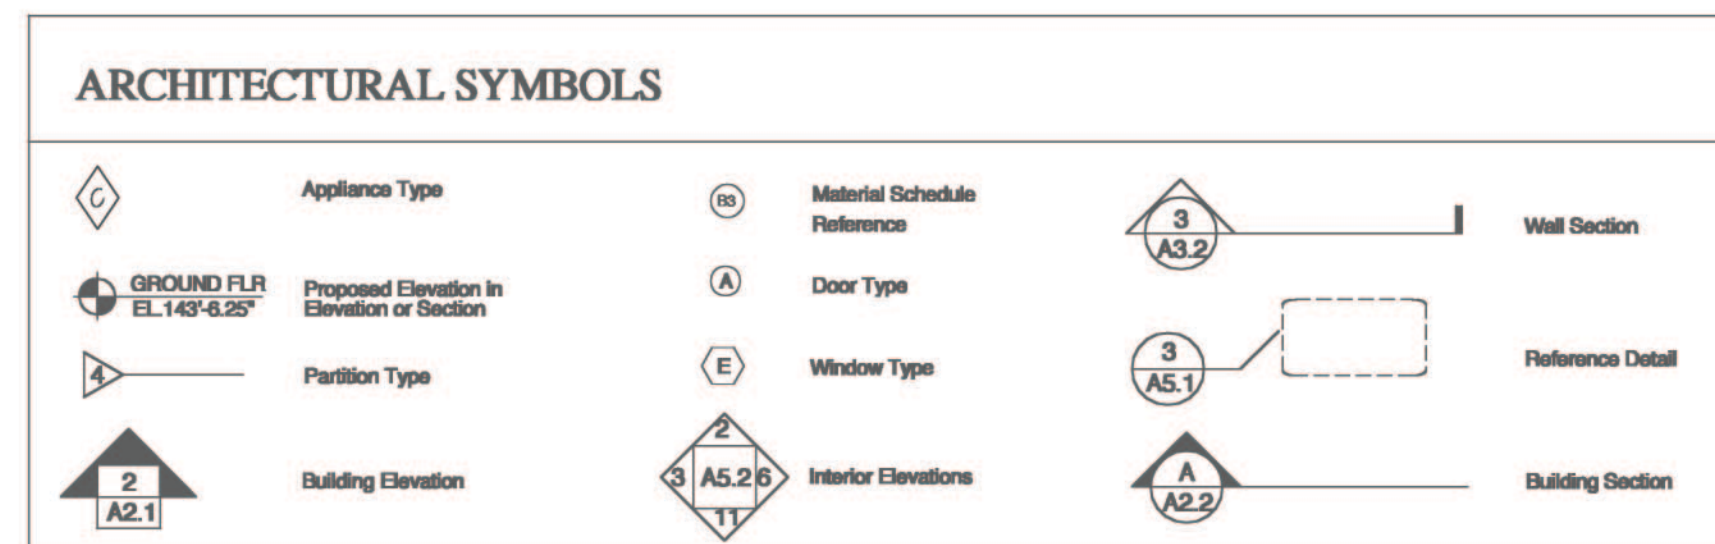 ARCHITECTURAL SYMBOLS
C
Appliance Type
GROUND FLR
EL.143'-6.25"
Proposed Elevation in
Elevation or Section
4
Partition Type
2
A2.1
Building Elevation
B3
Material Schedule
Reference
A
Door Type
E
Window Type
2
3 A5.2 6
11
Interior Elevations
3
A3.2
Wall Section
3
A5.1
Reference Detail
A
A2.2
Building Section